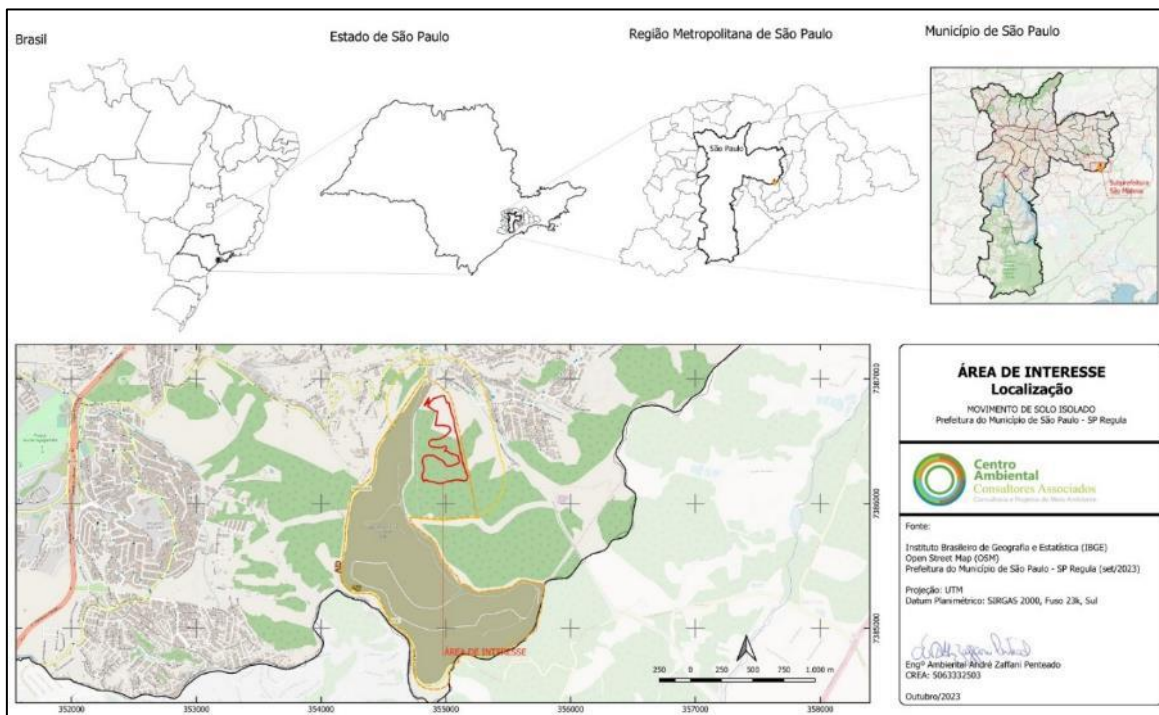 Brasil
Estado de São Paulo
Região Metropolitana de São Paulo
Município de São Paulo
São Paulo
Subprefeitura
São Mateus
7387000
7386000
7385000
352000
353000
354000
355000
356000
357000
358000
ÁREA DE INTERESSE
250 0 250 500 750 1.000 m
ÁREA DE INTERESSE
Localização
MOVIMENTO DE SOLO ISOLADO
Prefeitura do Município de São Paulo - SP Regula
Centro
Ambiental
Consultores Associados
Fonte:
Instituto Brasileiro de Geografia e Estatística (IBGE)
Open Street Map (OSM)
Prefeitura do Município de São Paulo - SP Regula (set/2023)
Projeção: UTM
Datum Planimétrico: SIRGAS 2000, Fuso 23k, Sul
Engº Ambiental André Zaffani Penteado
CREA: 5063332503
Outubro/2023